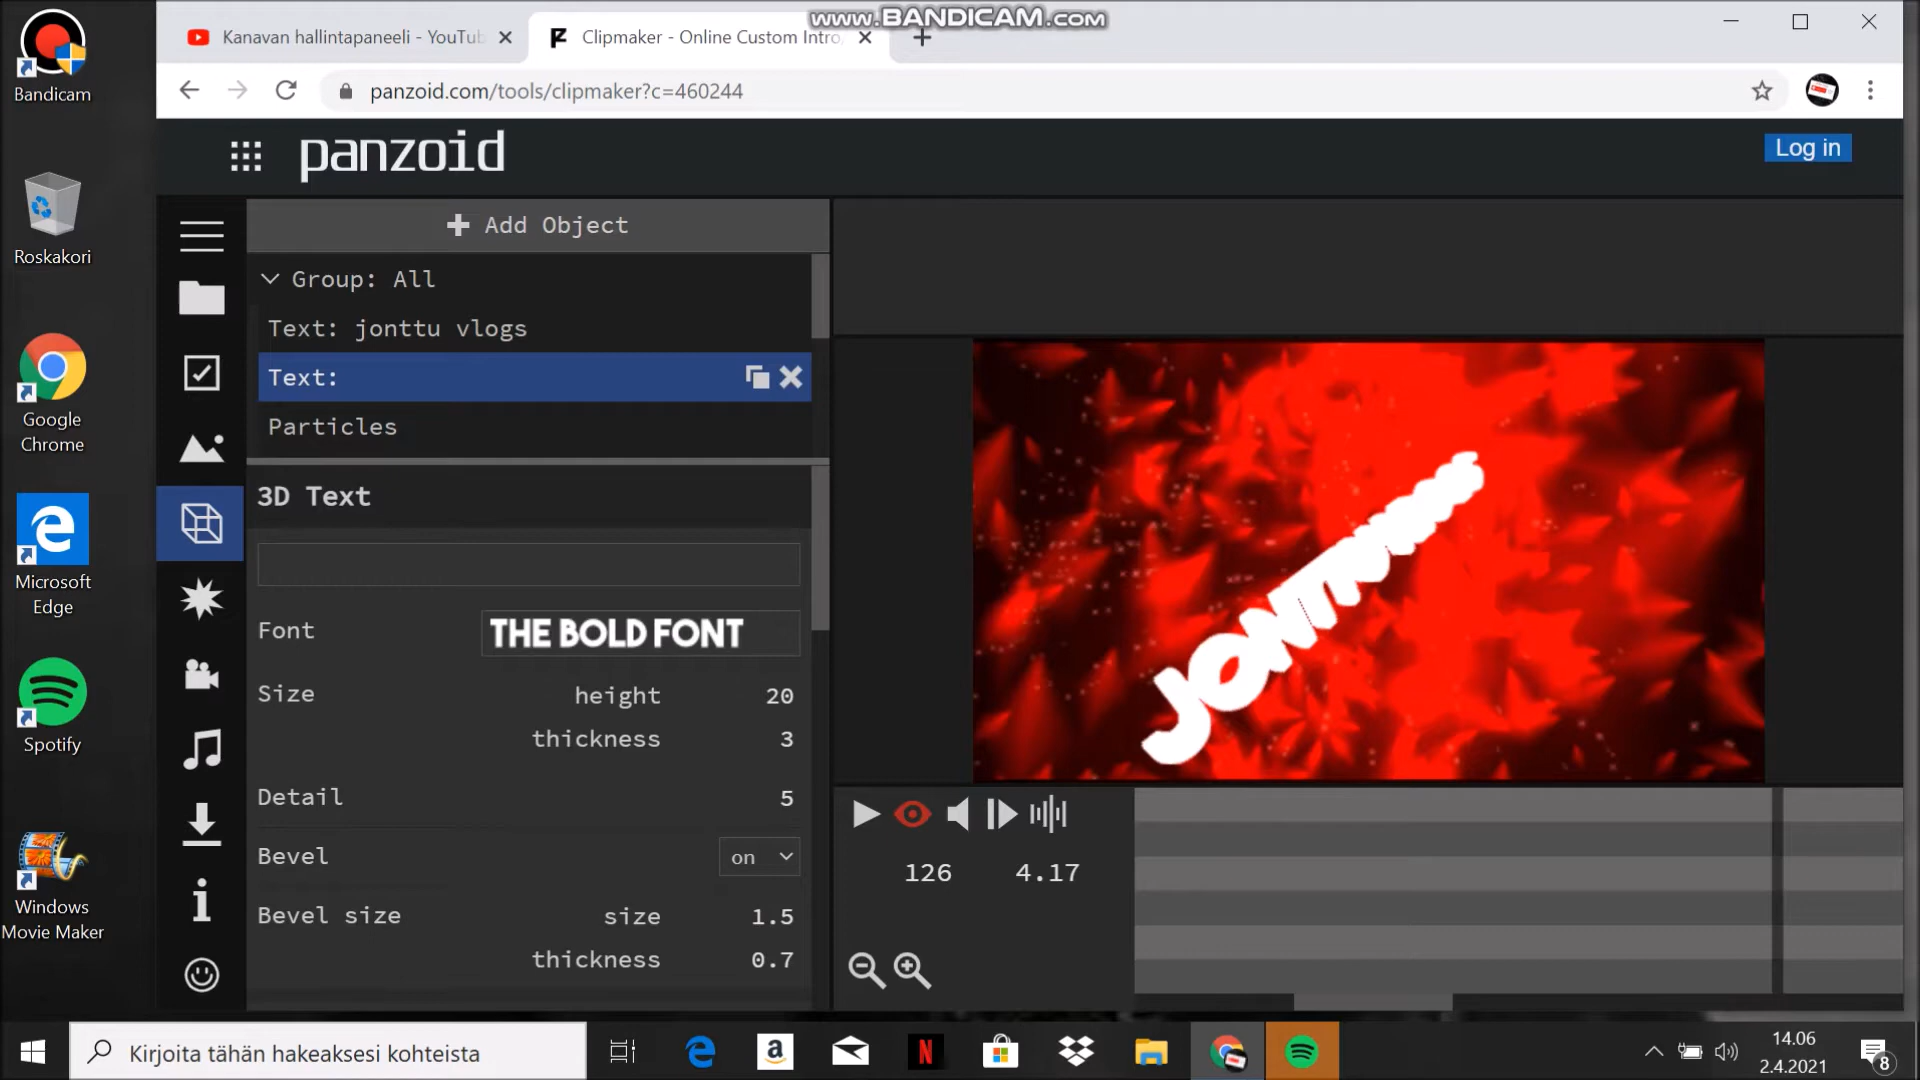 www.BANDICAM.com
Kanavan hallintapaneeli - YouTub
Clipmaker - Online Custom Intro
panzoid.com/tools/clipmaker?c=460244
panzoid
Log in
Bandicam
Roskakori
Google
Chrome
Microsoft
Edge
Spotify
Windows
Movie Maker
Add Object
Group: All
Text: jonttu vlogs
Text:
Particles
3D Text
Font
THE BOLD FONT
Size
height
20
thickness
3
Detail
5
Bevel
on
Bevel size
size
1.5
thickness
0.7
126
4.17
Kirjoita tähän hakeaksesi kohteista
14.06
2.4.2021
8